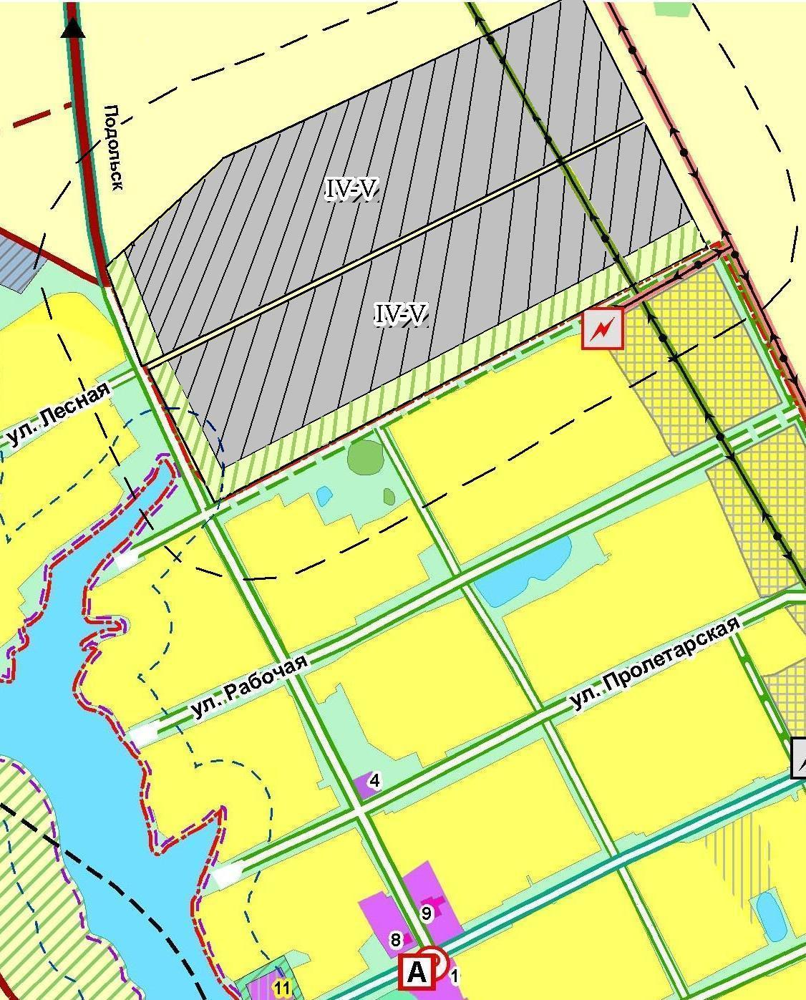 Подольск
IV-V
IV-V
ул. Лесная
ул. Рабочая
ул. Пролетарская
4
9
8
А
1
11